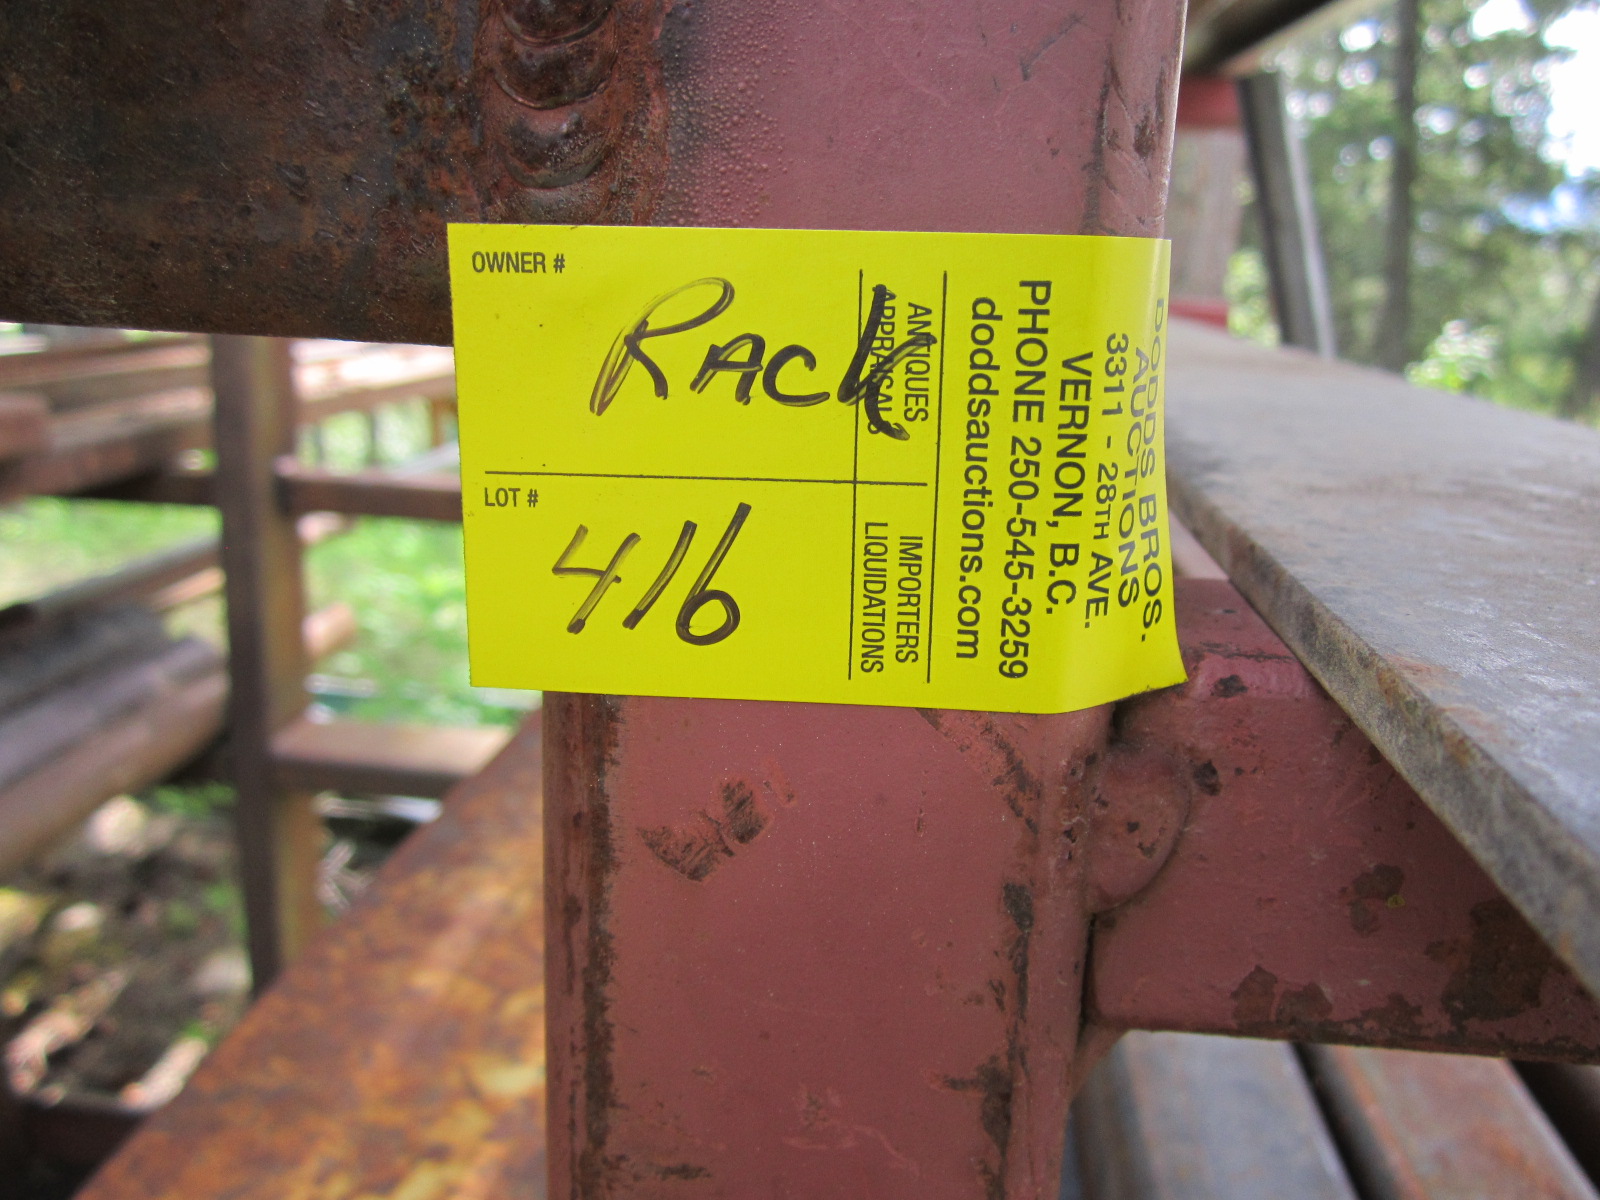 OWNER #
Rack
LOT #
416
DODDS BROS.
AUCTIONS
3311 - 28TH AVE.
VERNON, B.C.
PHONE 250-545-3259
doddsauctions.com
ANTIQUES
APPRAISALS
IMPORTERS
LIQUIDATIONS